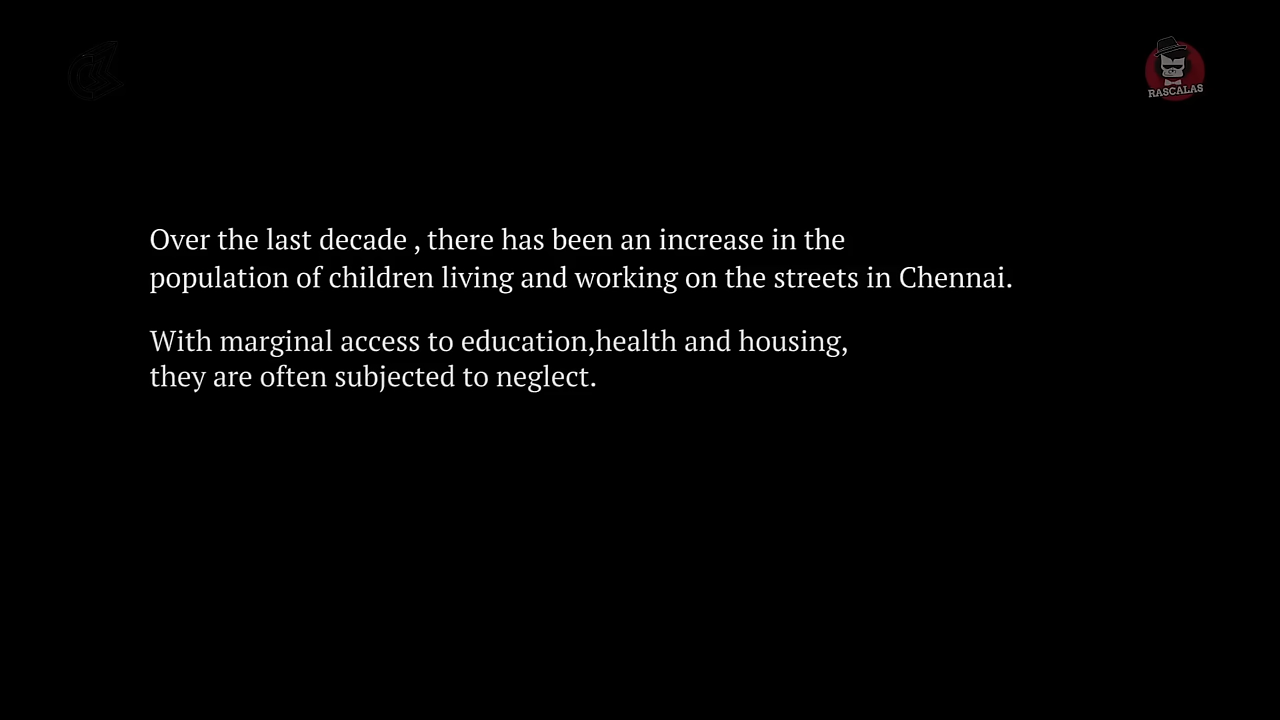 RASCALAS
Over the last decade , there has been an increase in the
population of children living and working on the streets in Chennai.
With marginal access to education,health and housing,
they are often subjected to neglect.